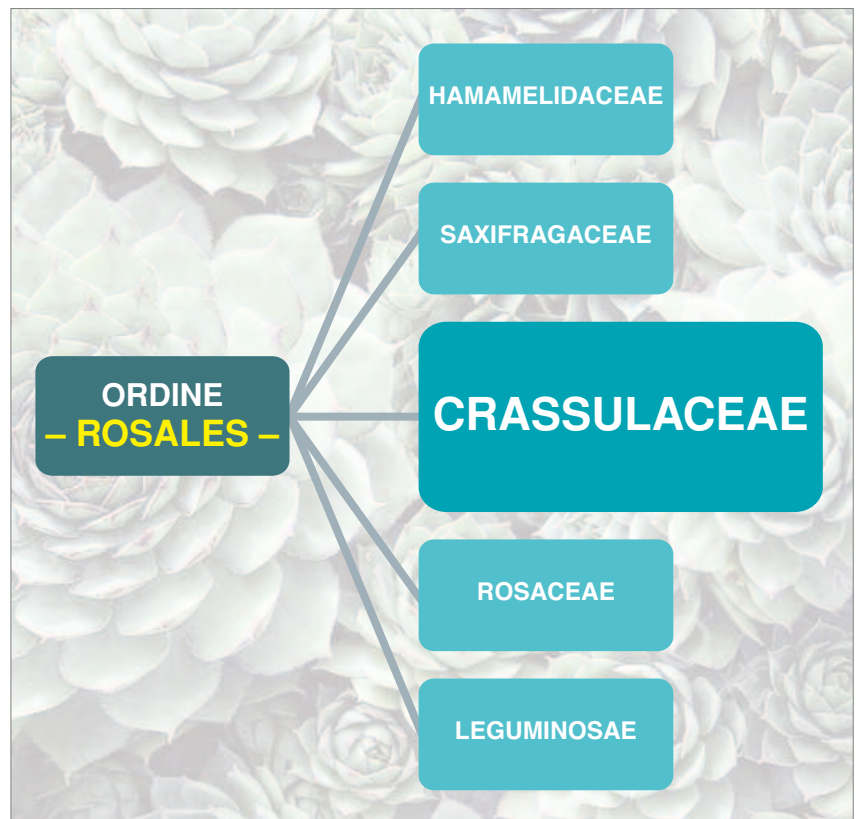 HAMAMELIDACEAE
SAXIFRAGACEAE
ORDINE
– ROSALES –
CRASSULACEAE
ROSACEAE
LEGUMINOSAE